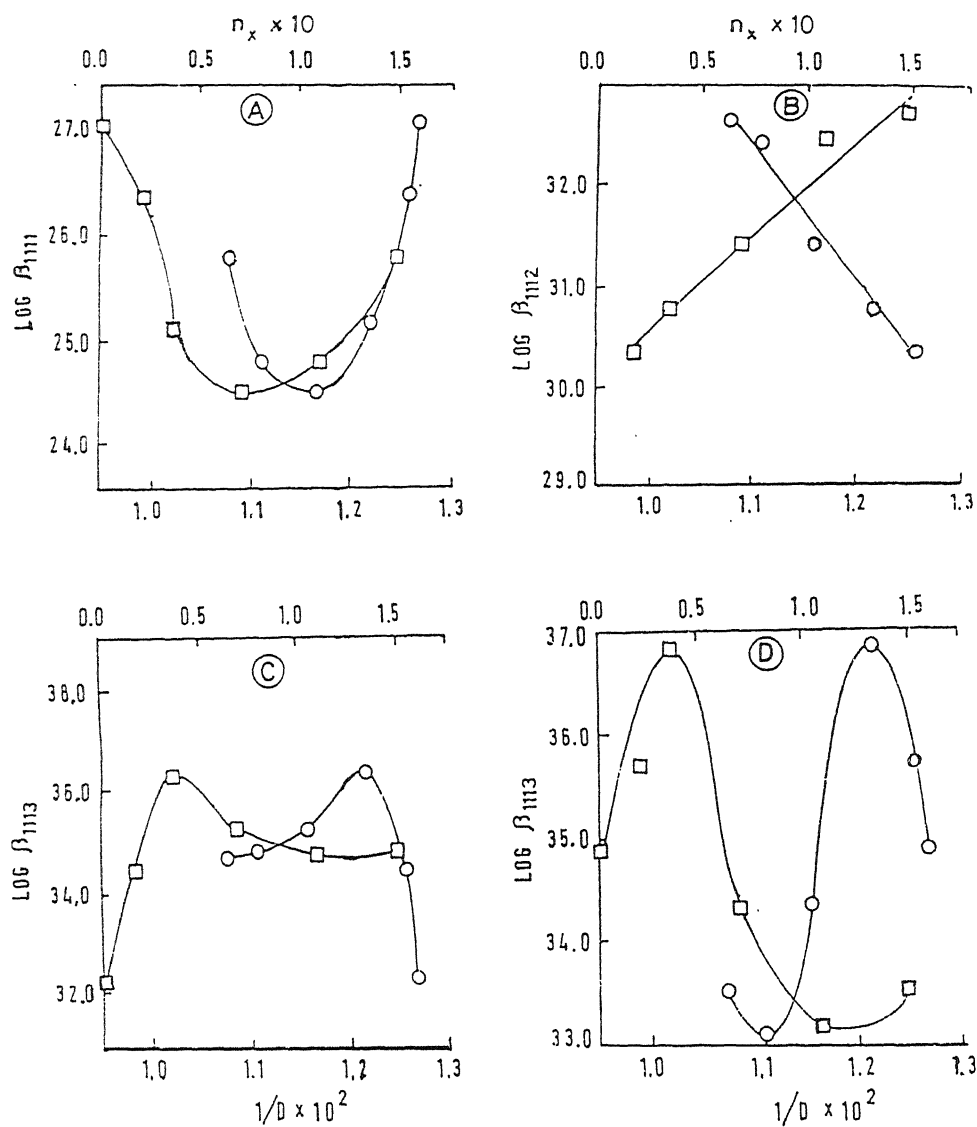 n_x × 10
n_x × 10
0.0 0.5 1.0 1.5
0.0 0.5 1.0 1.5
A
B
27.0
26.0
25.0
24.0
LOG β1111
32.0
31.0
30.0
29.0
LOG β1112
1.0 1.1 1.2 1.3
1.0 1.1 1.2 1.3
0.0 0.5 1.0 1.5
0.0 0.5 1.0 1.5
C
D
38.0
36.0
34.0
32.0
LOG β1113
37.0
36.0
35.0
34.0
33.0
LOG β1113
1.0 1.1 1.2 1.3
1.0 1.1 1.2 1.3
1/D × 10²
1/D × 10²